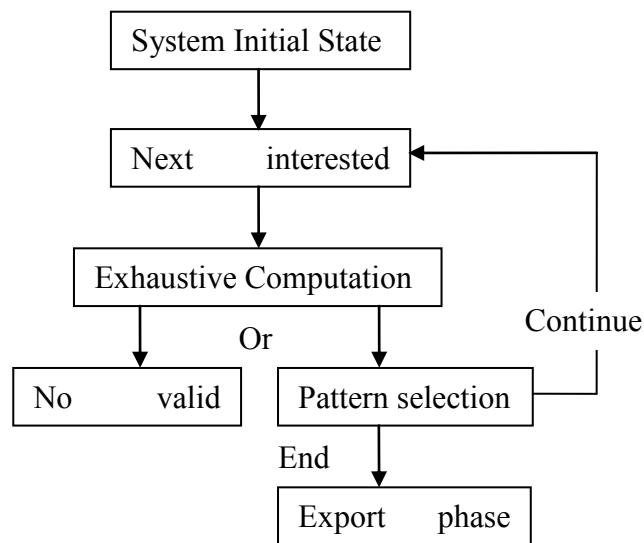 System Initial State
Next interested
Exhaustive Computation
Or
Continue
No valid
Pattern selection
End
Export phase